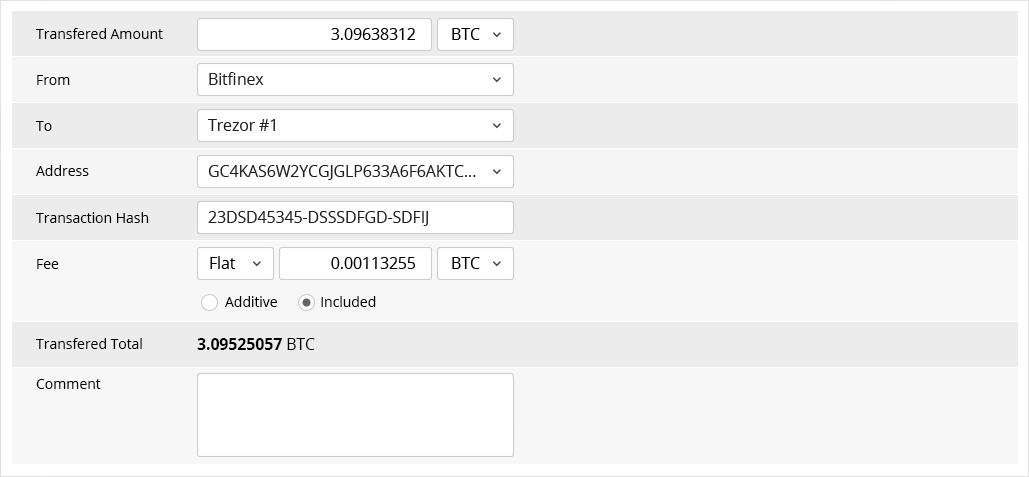 Transfered Amount 3.09638312 BTC
From Bitfinex
To Trezor #1
Address GC4KAS6W2YCGJGLP633A6F6AKTC...
Transaction Hash 23DSD45345-DSSSDFGD-SDFIJ
Fee Flat 0.00113255 BTC
Additive Included
Transfered Total 3.09525057 BTC
Comment